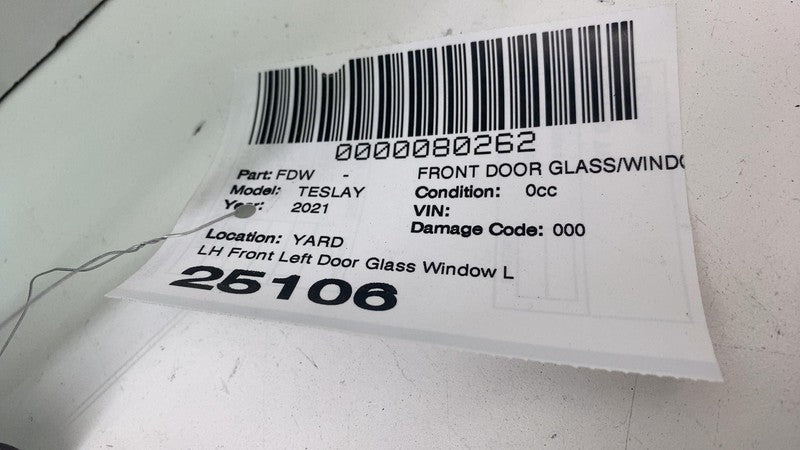 0000080262
Part: FDW - FRONT DOOR GLASS/WINDO
Model: TESLAY Condition: 0cc
Year: 2021 VIN:
Damage Code: 000
Location: YARD
LH Front Left Door Glass Window L
25106